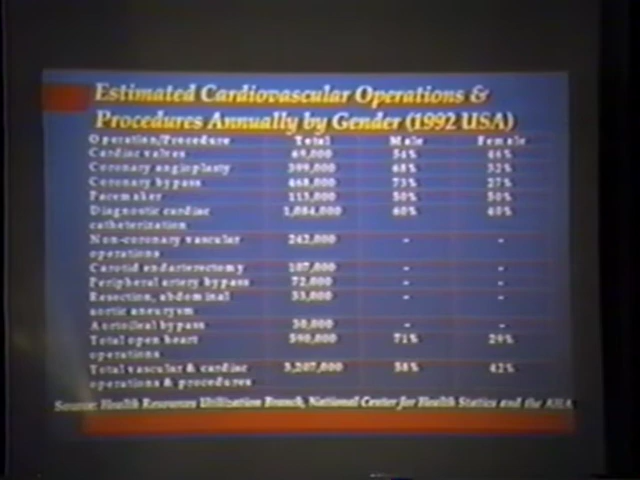 Estimated Cardiovascular Operations &
Procedures Annually by Gender (1992 USA)
Operation/Procedure Total Male Female
Cardiac valves 69,000 54% 46%
Coronary angioplasty 399,000 68% 32%
Coronary bypass 468,000 73% 27%
Pacemaker 113,000 50% 50%
Diagnostic cardiac 1,084,000 60% 40%
catheterization
Non-coronary vascular 242,000 - -
operations
Carotid endarterectomy 107,000 - -
Peripheral artery bypass 72,000 - -
Resection, abdominal 33,000 - -
aortic aneurysm
Aortoileal bypass 30,000 - -
Total open heart 590,000 71% 29%
operations
Total vascular & cardiac 3,207,000 58% 42%
operations & procedures
Source: Health Resources Utilization Branch, National Center for Health Statics and the AHA